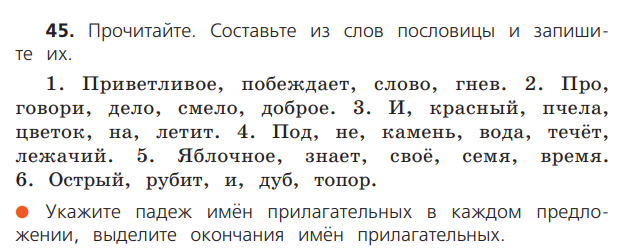 45. Прочитайте. Составьте из слов пословицы и запиши-
те их.
1. Приветливое, побеждает, слово, гнев. 2. Про,
говори, дело, смело, доброе. 3. И, красный, пчела,
цветок, на, летит. 4. Под, не, камень, вода, течёт,
лежачий. 5. Яблочное, знает, своё, семя, время.
6. Острый, рубит, и, дуб, топор.
● Укажите падеж имён прилагательных в каждом предло-
жении, выделите окончания имён прилагательных.